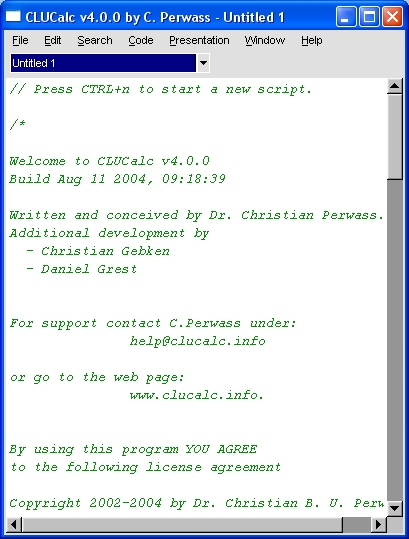 CLUCalc v4.0.0 by C. Perwass - Untitled 1
File Edit Search Code Presentation Window Help
Untitled 1
// Press CTRL+n to start a new script.
/*
Welcome to CLUCalc v4.0.0
Build Aug 11 2004, 09:18:39
Written and conceived by Dr. Christian Perwass.
Additional development by
- Christian Gebken
- Daniel Grest
For support contact C.Perwass under:
help@clucalc.info
or go to the web page:
www.clucalc.info.
By using this program YOU AGREE
to the following license agreement
Copyright 2002-2004 by Dr. Christian B. U. Perw